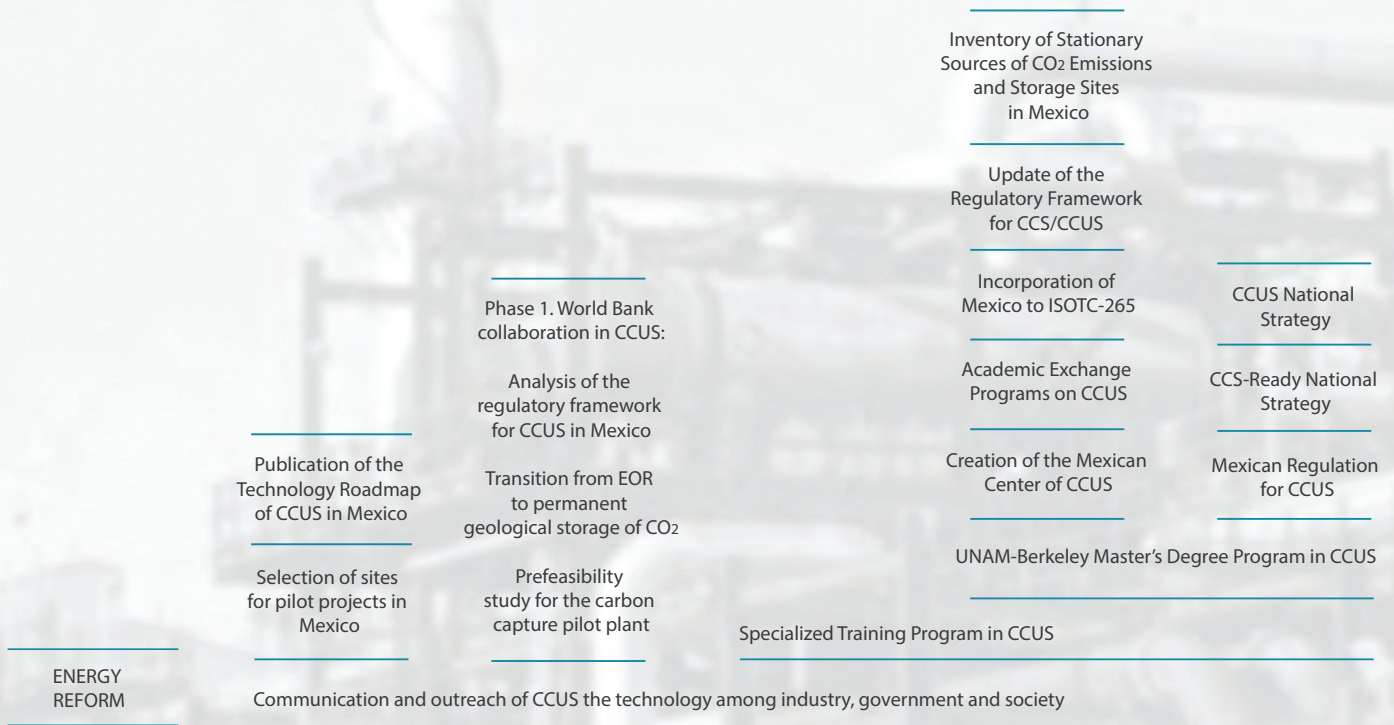 ENERGY
REFORM
Publication of the
Technology Roadmap
of CCUS in Mexico
Selection of sites
for pilot projects in
Mexico
Phase 1. World Bank
collaboration in CCUS:
Analysis of the
regulatory framework
for CCUS in Mexico
Transition from EOR
to permanent
geological storage of CO2
Prefeasibility
study for the carbon
capture pilot plant
Inventory of Stationary
Sources of CO2 Emissions
and Storage Sites
in Mexico
Update of the
Regulatory Framework
for CCS/CCUS
Incorporation of
Mexico to ISOTC-265
Academic Exchange
Programs on CCUS
Creation of the Mexican
Center of CCUS
CCUS National
Strategy
CCS-Ready National
Strategy
Mexican Regulation
for CCUS
UNAM-Berkeley Master's Degree Program in CCUS
Specialized Training Program in CCUS
Communication and outreach of CCUS the technology among industry, government and society